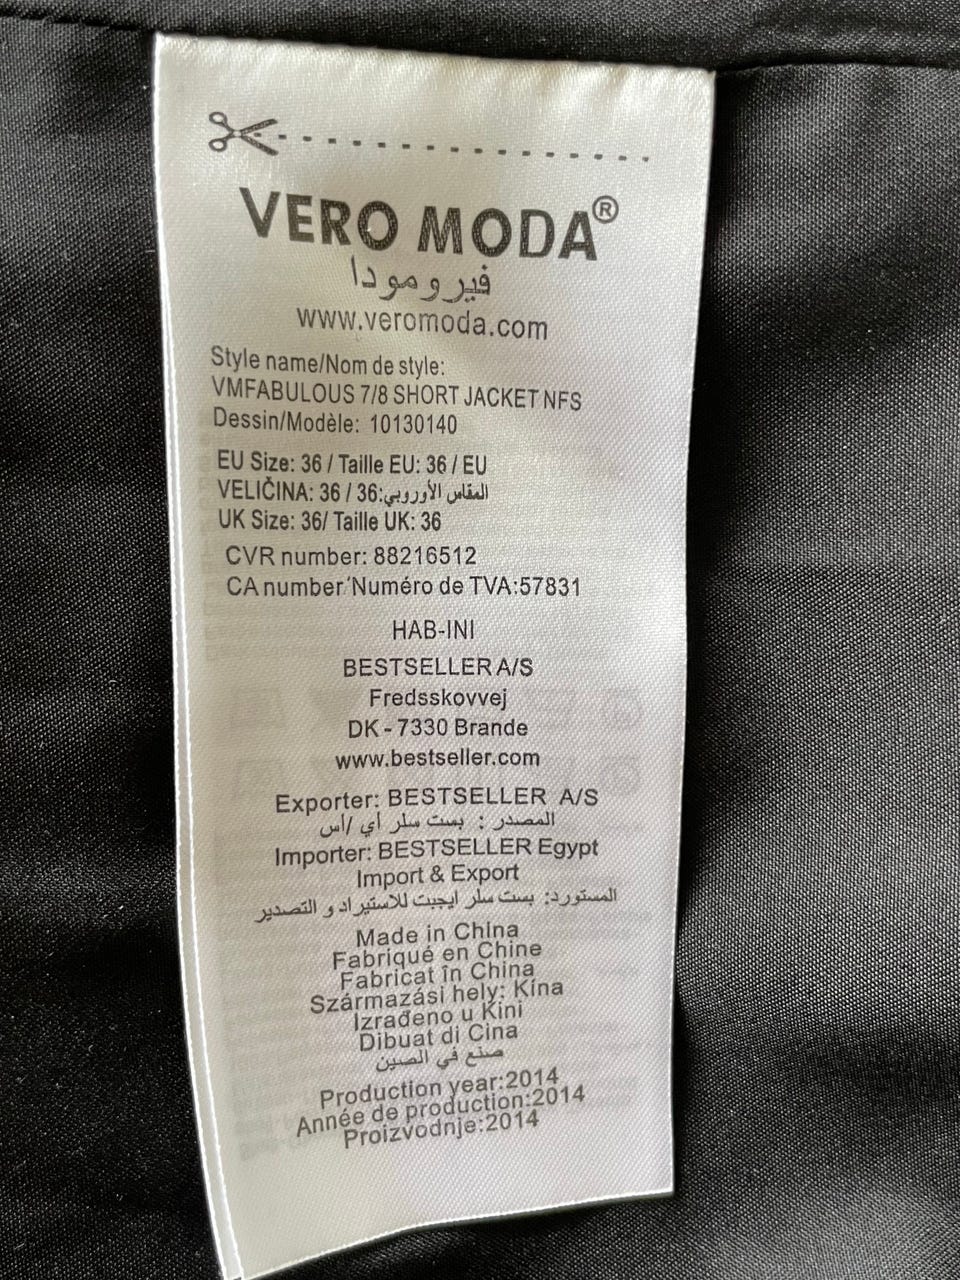 VERO MODA®
فيرومودا
www.veromoda.com
Style name/Nom de style:
VMFABULOUS 7/8 SHORT JACKET NFS
Dessin/Modèle: 10130140
EU Size: 36 / Taille EU: 36 / EU
VELIČINA: 36 / 36:المقاس الأوروبي
UK Size: 36/ Taille UK: 36
CVR number: 88216512
CA number/Numéro de TVA:57831
HAB-INI
BESTSELLER A/S
Fredsskovvej
DK - 7330 Brande
www.bestseller.com
Exporter: BESTSELLER A/S
المصدر : بست سلر أي /أس
Importer: BESTSELLER Egypt
Import & Export
المستورد: بست سلر ايجبت للاستيراد و التصدير
Made in China
Fabriqué en Chine
Fabricat în China
Származási hely: Kína
Izrađeno u Kini
Dibuat di Cina
صنع في الصين
Production year:2014
Année de production:2014
Proizvodnje:2014